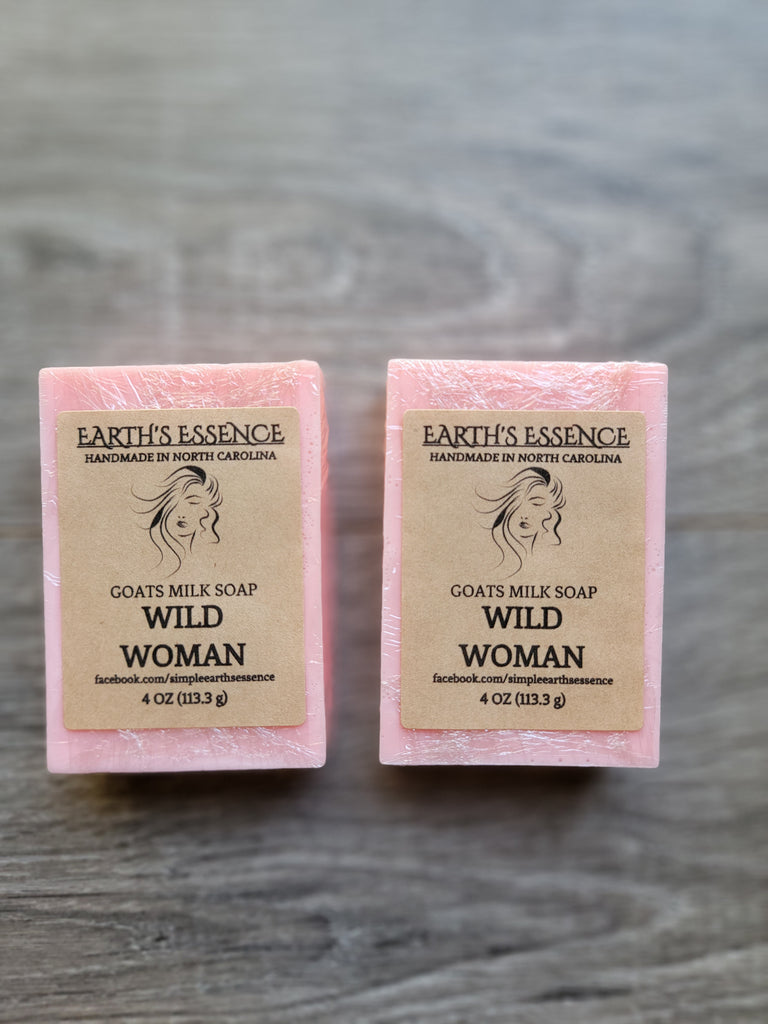 EARTH'S ESSENCE
HANDMADE IN NORTH CAROLINA
GOATS MILK SOAP
WILD
WOMAN
facebook.com/simpleearthsessence
4 OZ (113.3 g)
EARTH'S ESSENCE
HANDMADE IN NORTH CAROLINA
GOATS MILK SOAP
WILD
WOMAN
facebook.com/simpleearthsessence
4 OZ (113.3 g)